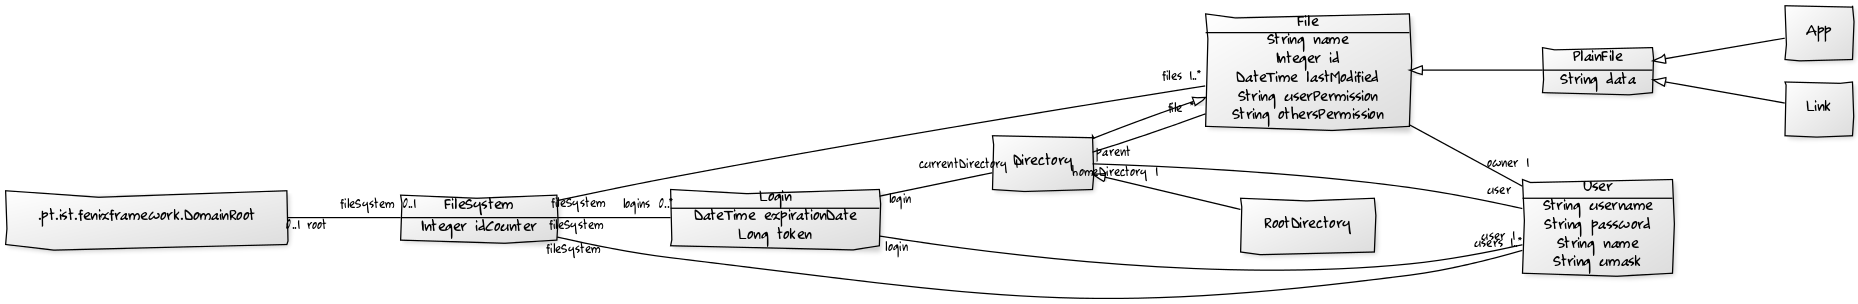 File
String name
Integer id
DateTime lastModified
String userPermission
String othersPermission
PlainFile
String data
App
Link
files 1..*
file *
Directory
parent
currentDirectory
homeDirectory 1
owner 1
user
.pt.ist.fenixframework.DomainRoot
fileSystem 0..1
0..1 root
FileSystem
Integer idCounter
fileSystem
fileSystem
fileSystem
logins 0..*
Login
DateTime expirationDate
Long token
login
login
RootDirectory
User
String username
String password
String name
String umask
user 1
users 1..*